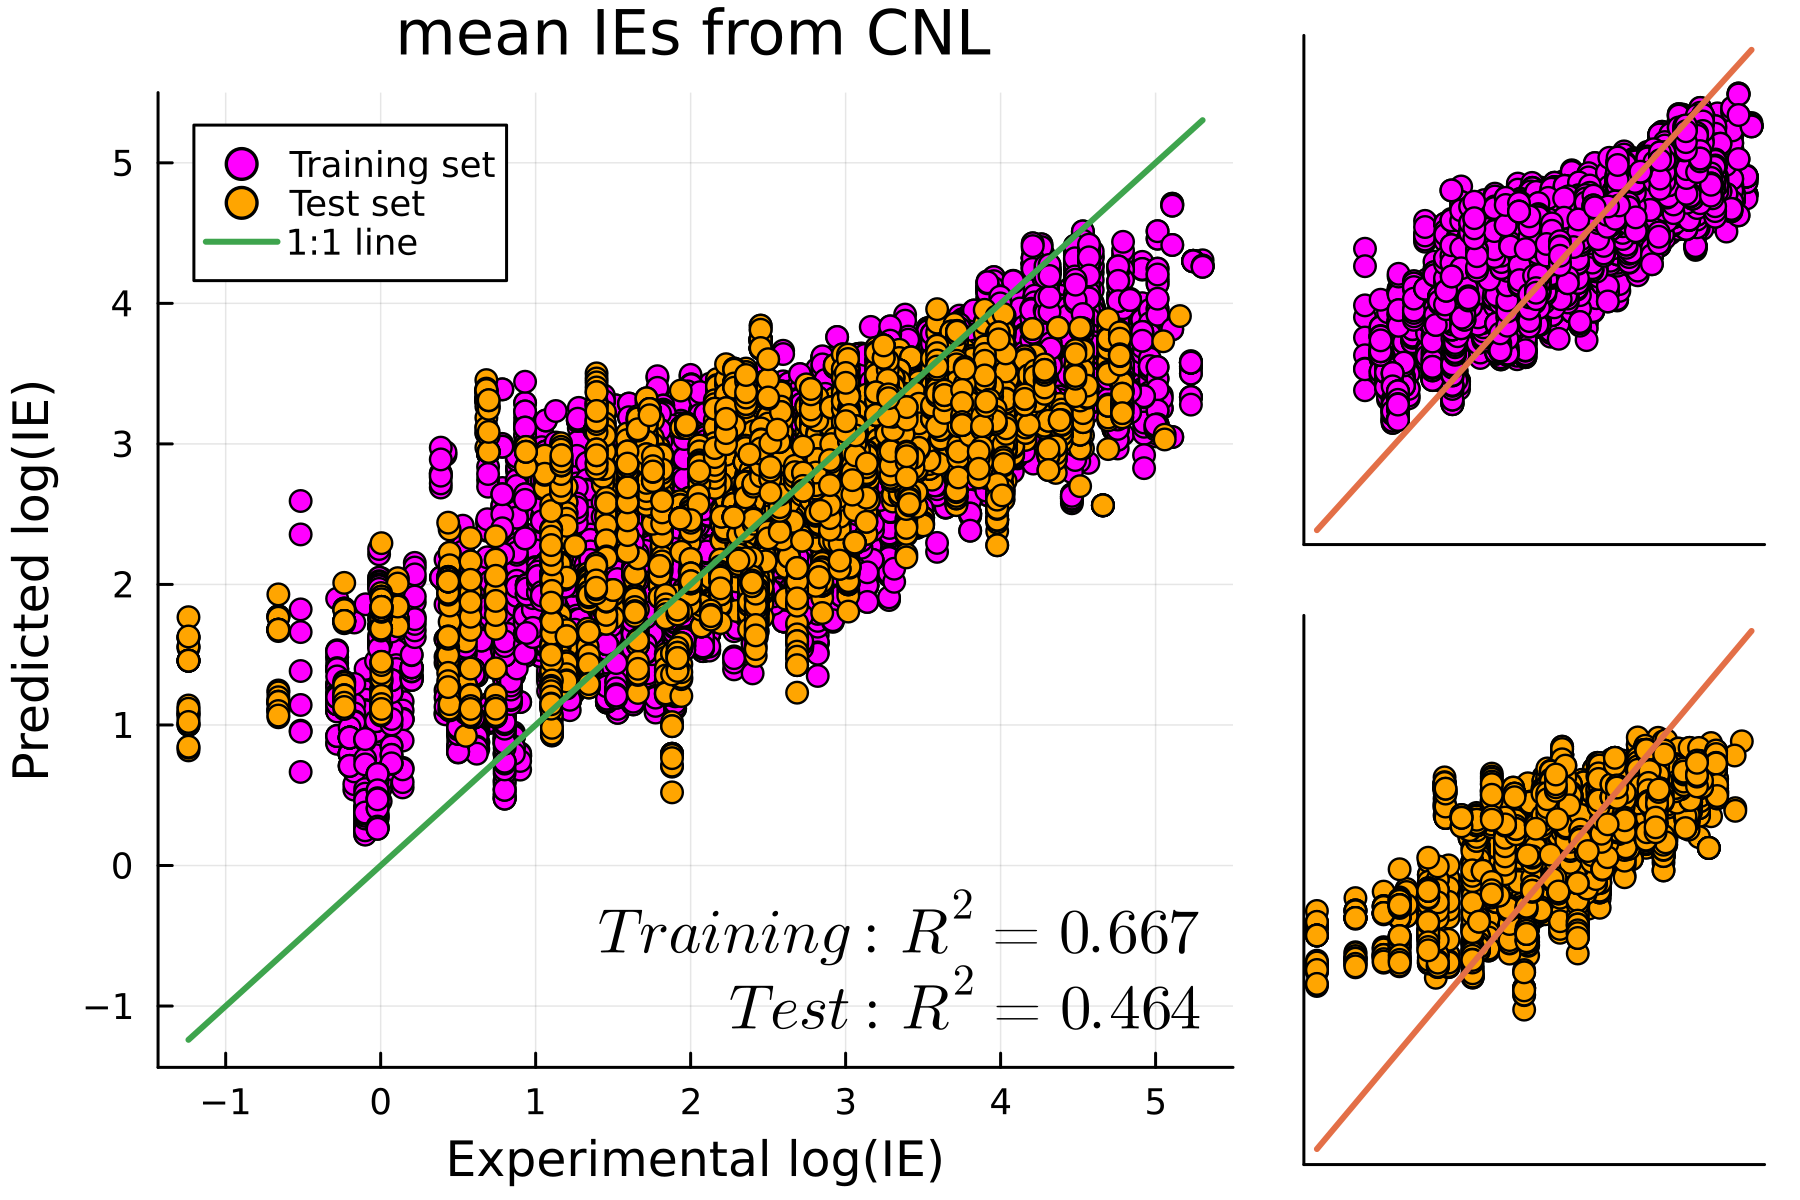 mean IEs from CNL
Training set
Test set
1:1 line
Predicted log(IE)
5
4
3
2
1
0
−1
Training : R² = 0.667
Test : R² = 0.464
−1 0 1 2 3 4 5
Experimental log(IE)